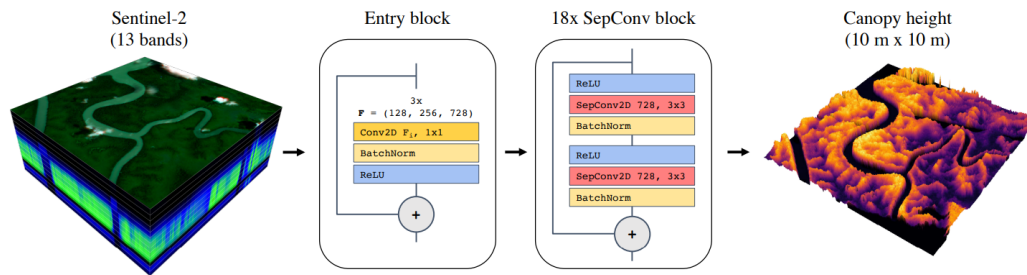 Sentinel-2
(13 bands)
Entry block
3x
F = (128, 256, 728)
Conv2D Fᵢ, 1x1
BatchNorm
ReLU
+
18x SepConv block
ReLU
SepConv2D 728, 3x3
BatchNorm
ReLU
SepConv2D 728, 3x3
BatchNorm
+
Canopy height
(10 m x 10 m)